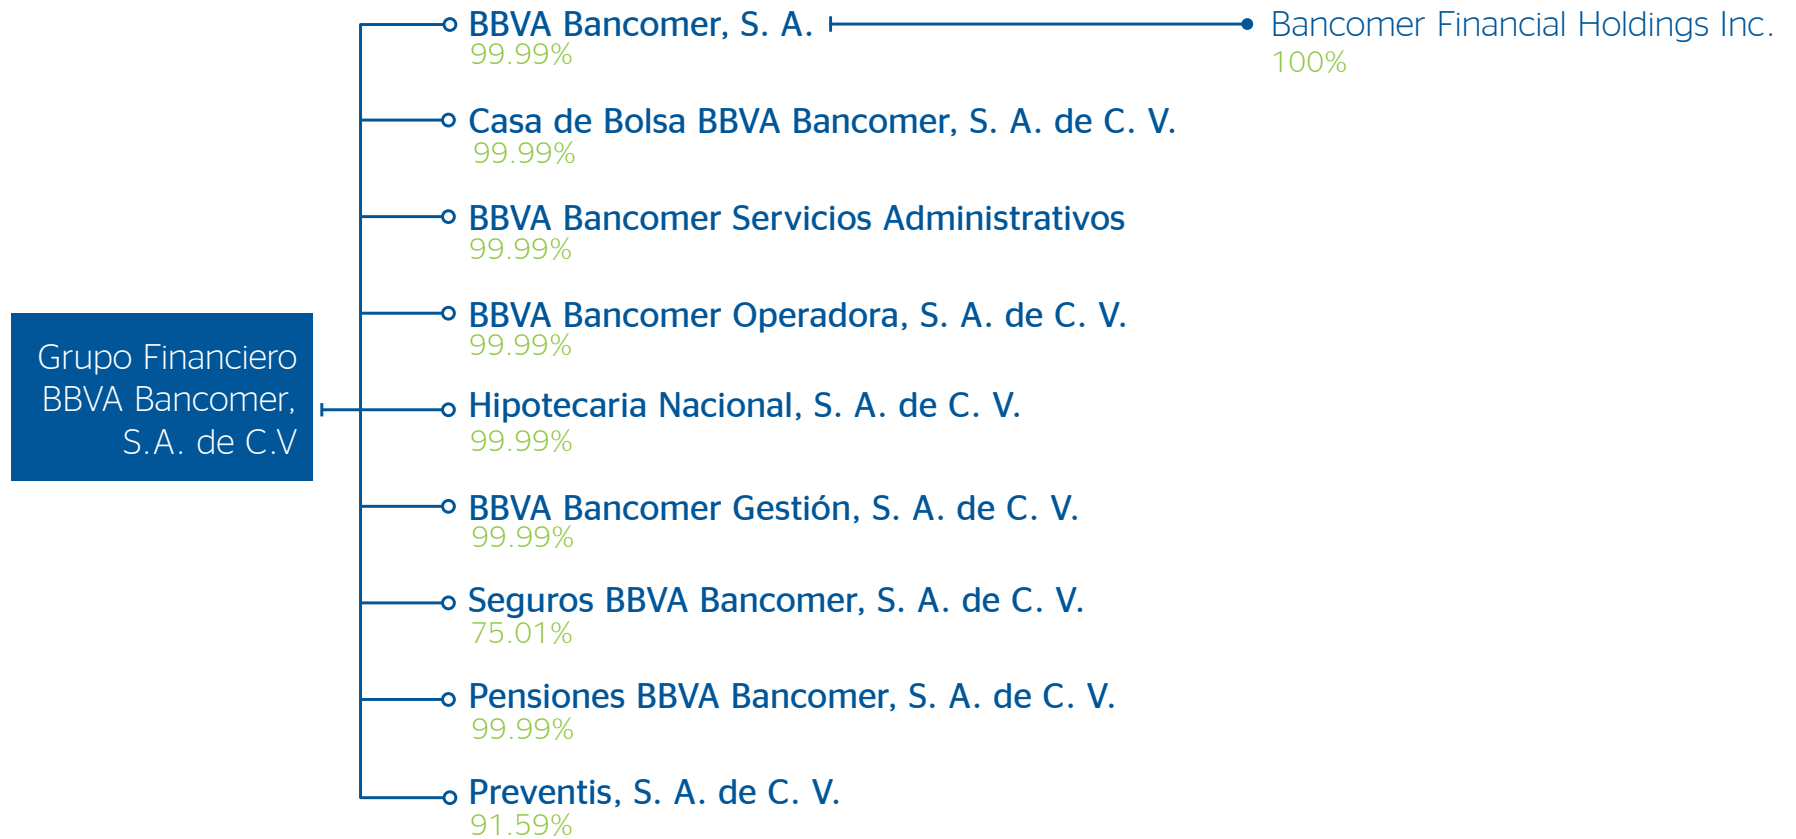 BBVA Bancomer, S. A.
99.99%
Bancomer Financial Holdings Inc.
100%
Casa de Bolsa BBVA Bancomer, S. A. de C. V.
99.99%
BBVA Bancomer Servicios Administrativos
99.99%
BBVA Bancomer Operadora, S. A. de C. V.
99.99%
Grupo Financiero
BBVA Bancomer,
S.A. de C.V
Hipotecaria Nacional, S. A. de C. V.
99.99%
BBVA Bancomer Gestión, S. A. de C. V.
99.99%
Seguros BBVA Bancomer, S. A. de C. V.
75.01%
Pensiones BBVA Bancomer, S. A. de C. V.
99.99%
Preventis, S. A. de C. V.
91.59%